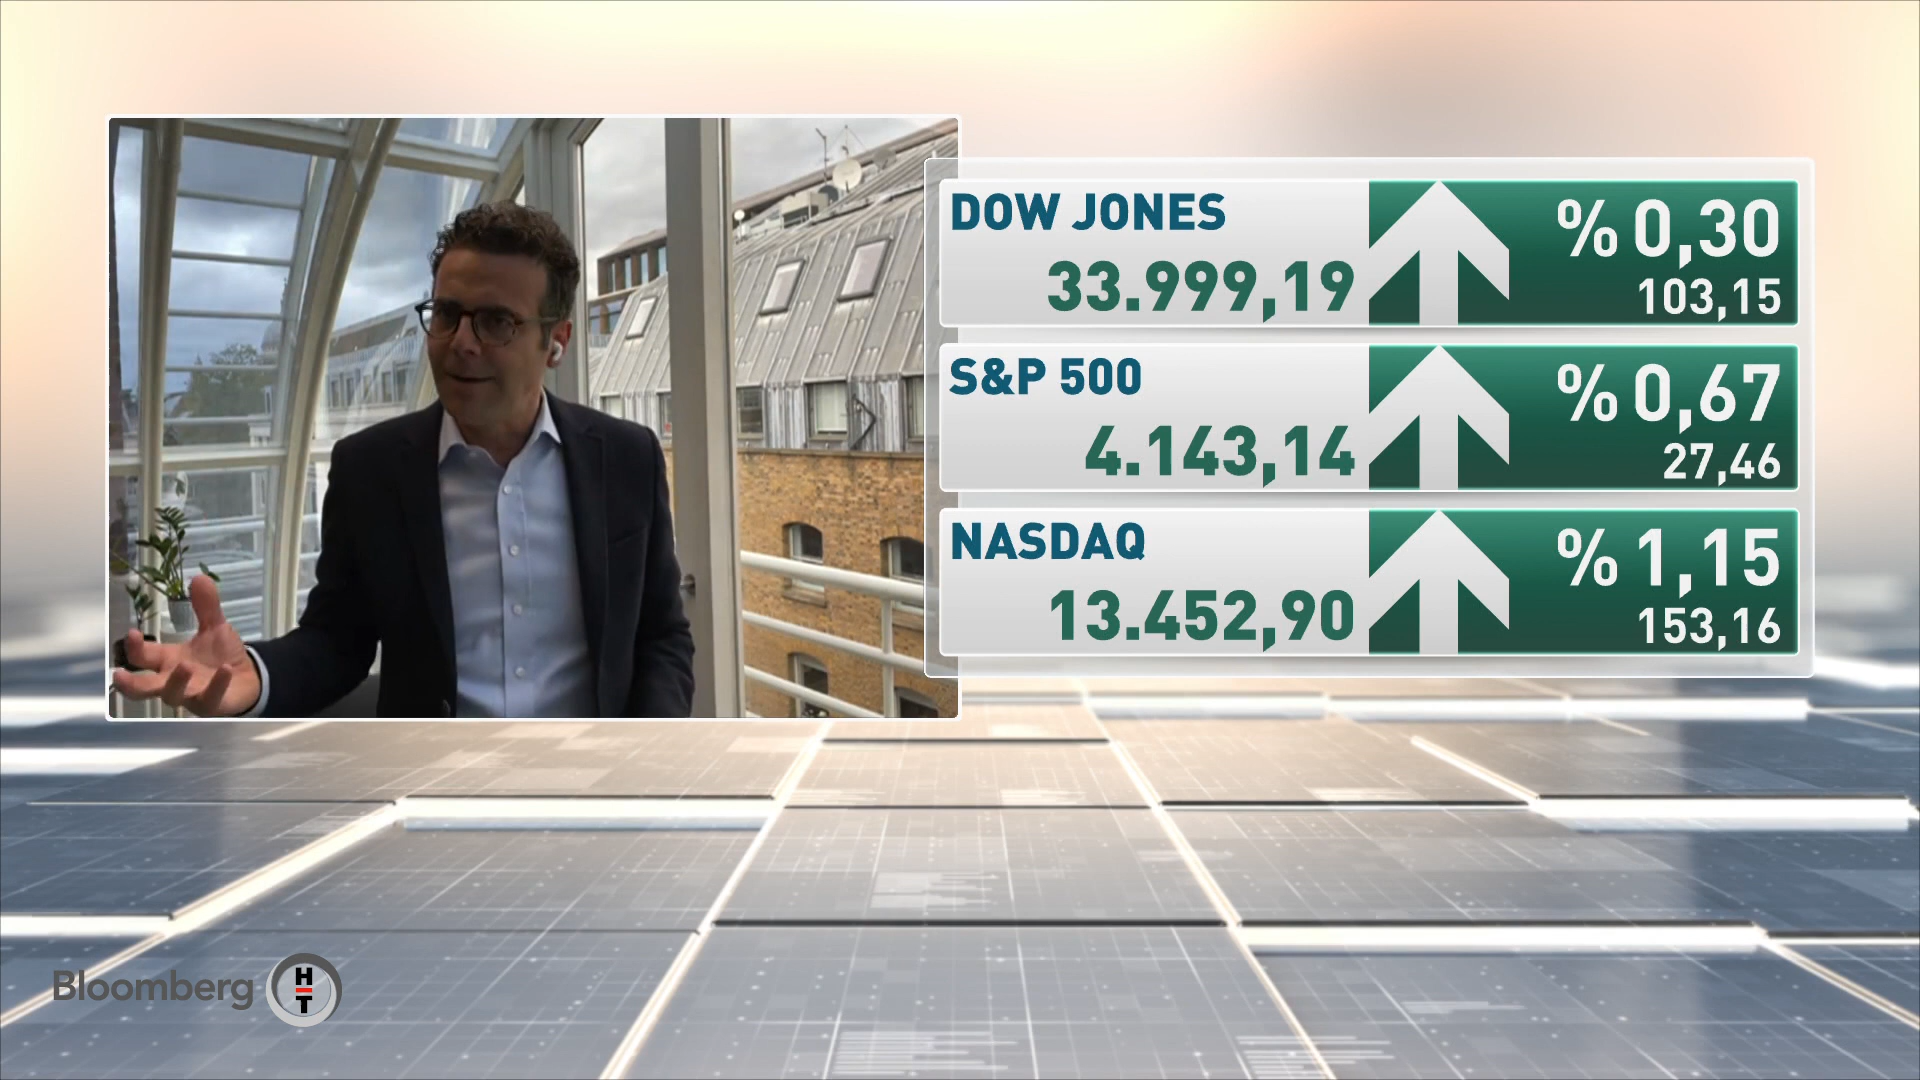 DOW JONES
33.999,19
% 0,30
103,15
S&P 500
4.143,14
% 0,67
27,46
NASDAQ
13.452,90
% 1,15
153,16
Bloomberg HT